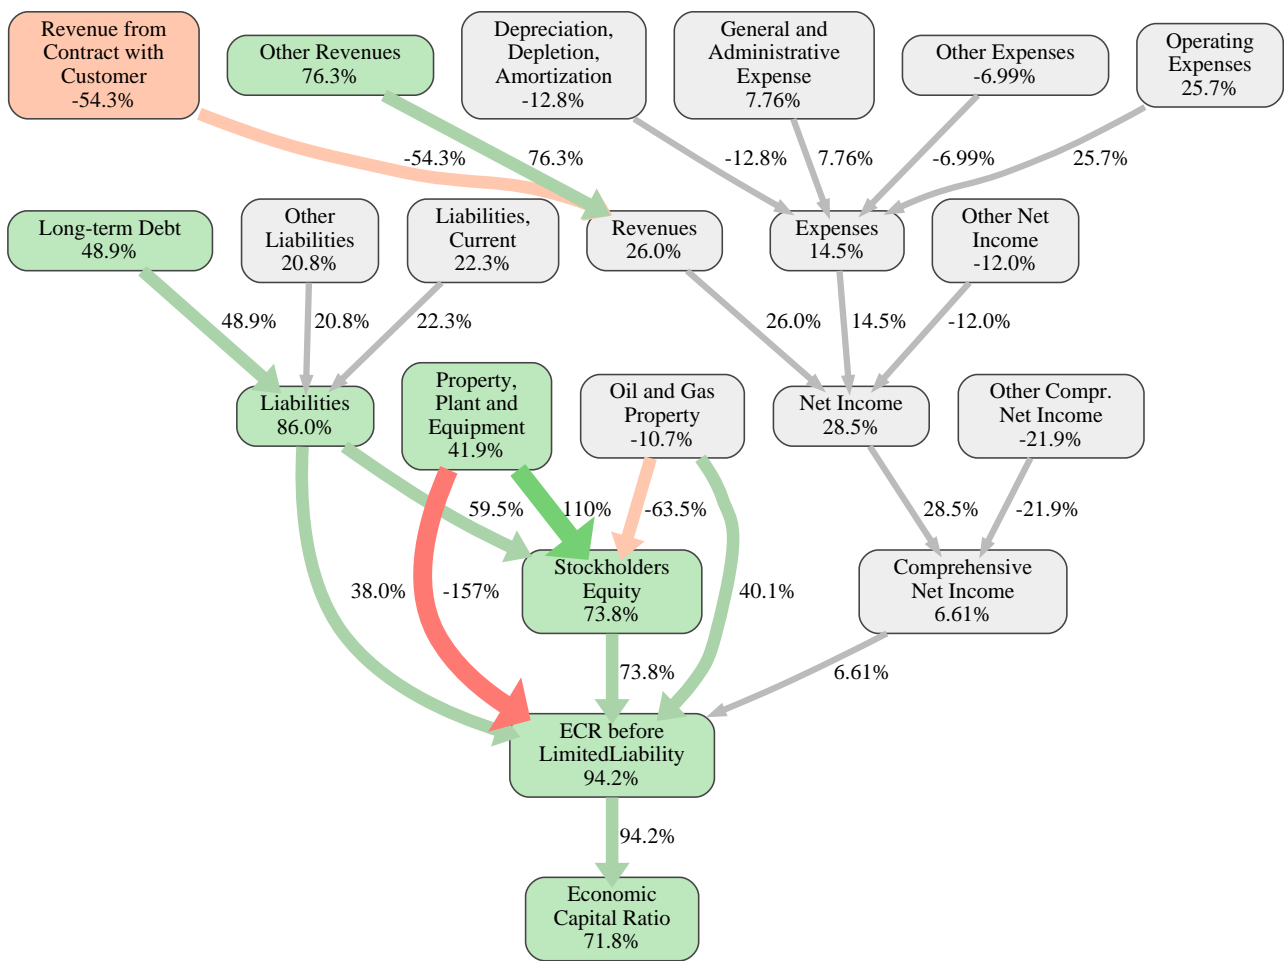 Revenue from
Contract with
Customer
-54.3%
Other Revenues
76.3%
Depreciation,
Depletion,
Amortization
-12.8%
General and
Administrative
Expense
7.76%
Other Expenses
-6.99%
Operating
Expenses
25.7%
-54.3%
76.3%
-12.8%
7.76%
-6.99%
25.7%
Long-term Debt
48.9%
Other
Liabilities
20.8%
Liabilities,
Current
22.3%
Revenues
26.0%
Expenses
14.5%
Other Net
Income
-12.0%
48.9%
20.8%
22.3%
26.0%
14.5%
-12.0%
Liabilities
86.0%
Property,
Plant and
Equipment
41.9%
Oil and Gas
Property
-10.7%
Net Income
28.5%
Other Compr.
Net Income
-21.9%
59.5%
110%
-63.5%
28.5%
-21.9%
Stockholders
Equity
73.8%
Comprehensive
Net Income
6.61%
38.0%
-157%
40.1%
73.8%
6.61%
ECR before
LimitedLiability
94.2%
94.2%
Economic
Capital Ratio
71.8%